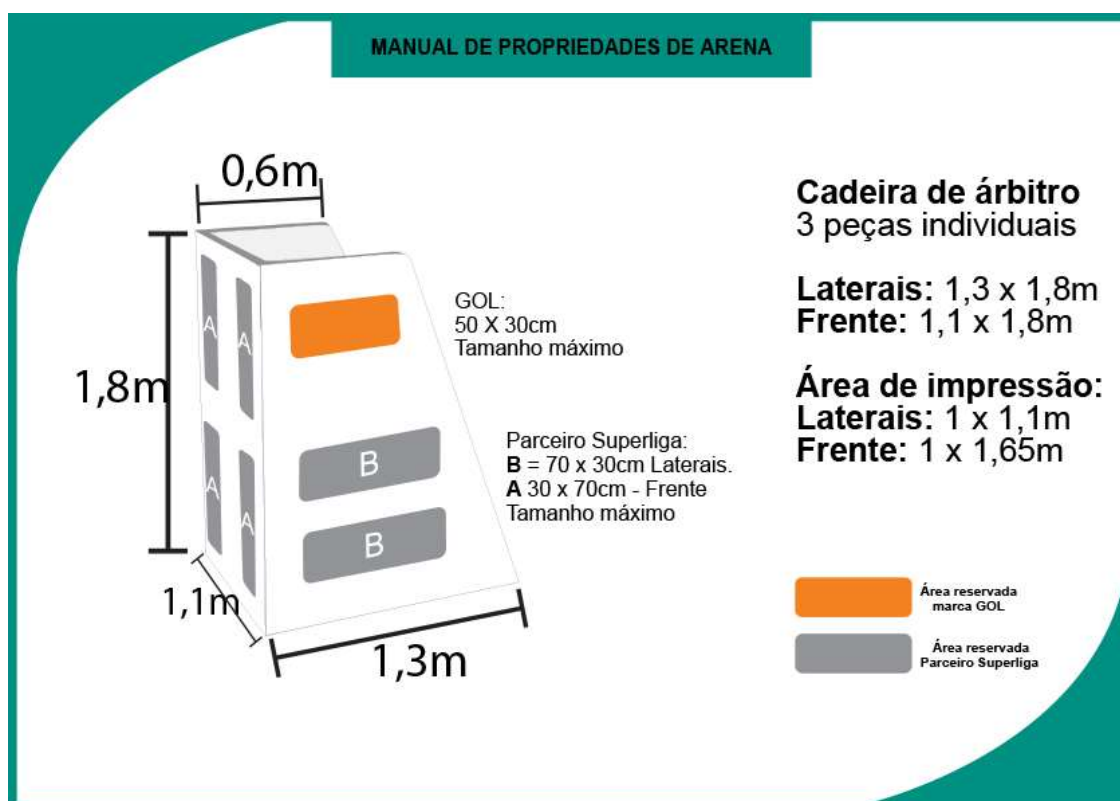 MANUAL DE PROPRIEDADES DE ARENA
0,6m
1,8m
1,1m
1,3m
A
A
A
A
B
B
GOL:
50 X 30cm
Tamanho máximo
Parceiro Superliga:
B = 70 x 30cm Laterais.
A 30 x 70cm - Frente
Tamanho máximo
Cadeira de árbitro
3 peças individuais
Laterais: 1,3 x 1,8m
Frente: 1,1 x 1,8m
Área de impressão:
Laterais: 1 x 1,1m
Frente: 1 x 1,65m
Área reservada
marca GOL
Área reservada
Parceiro Superliga